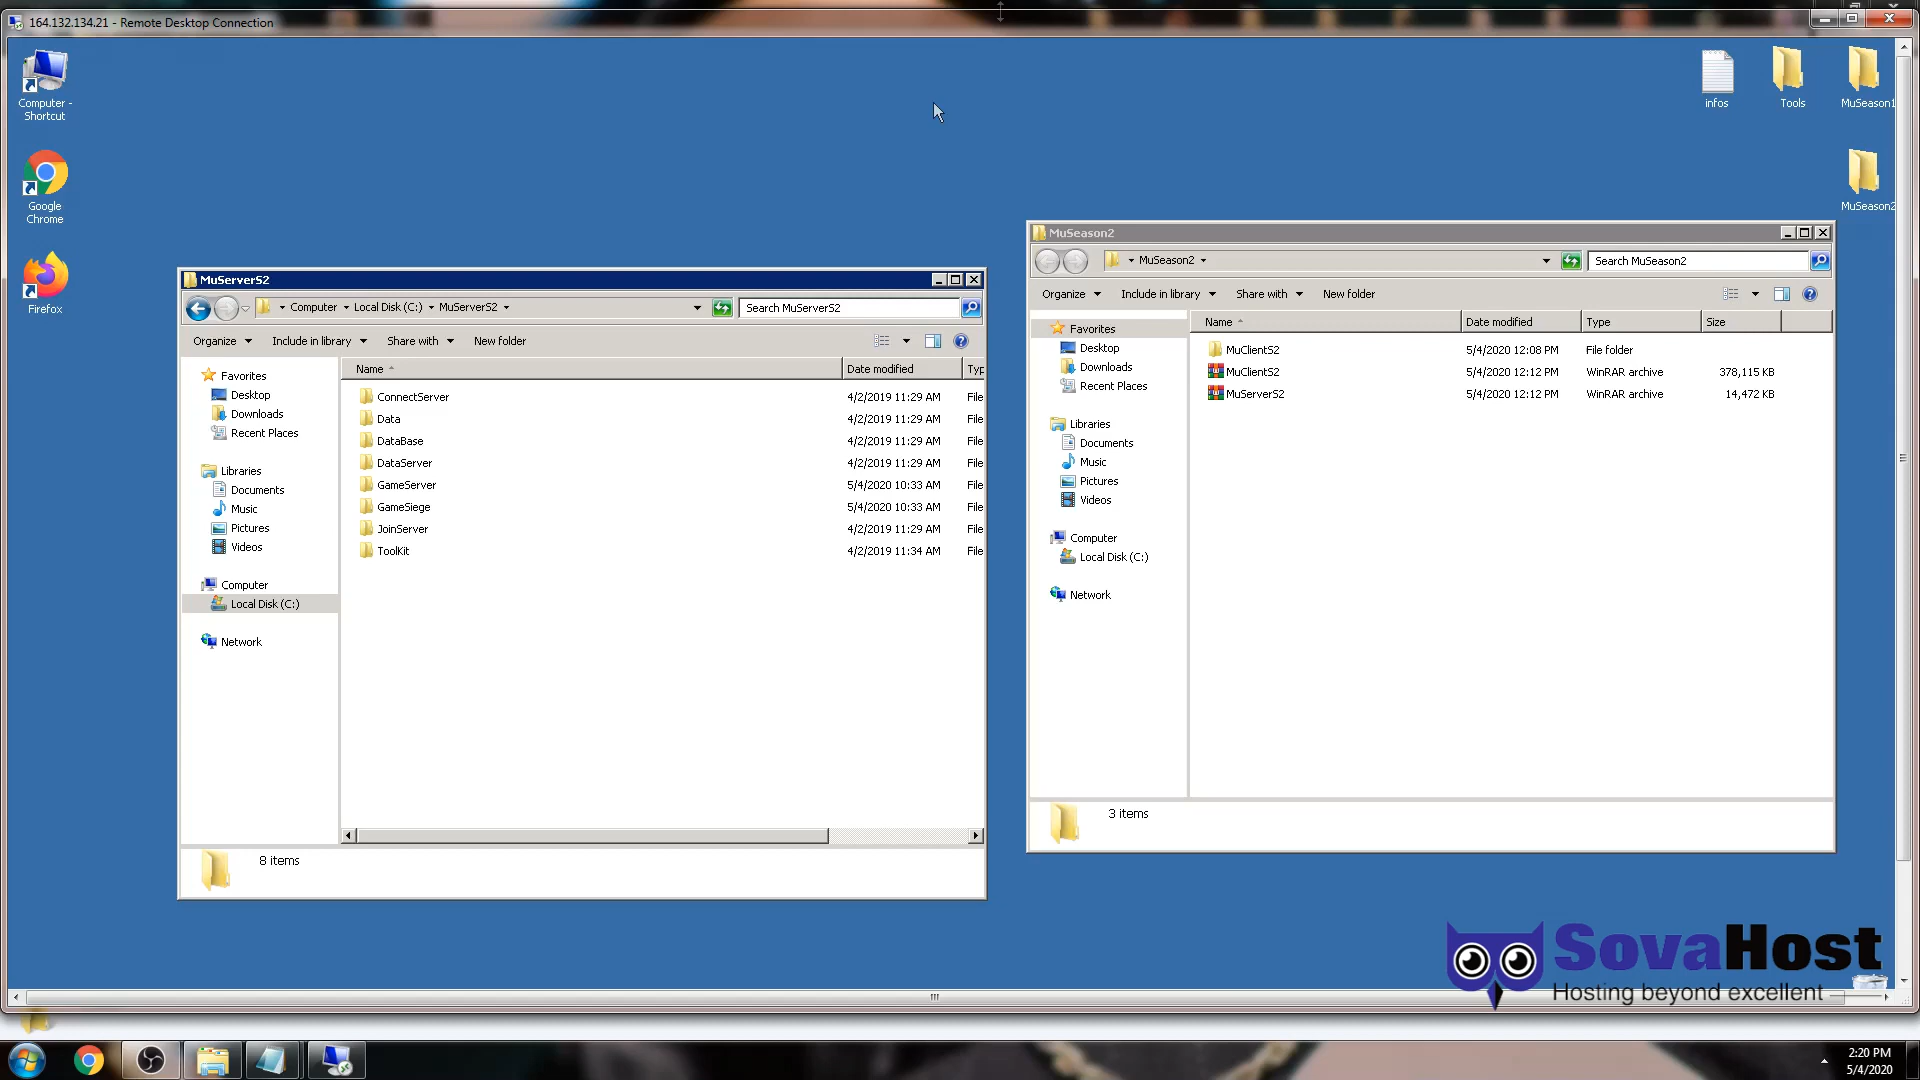 164.132.134.21 - Remote Desktop Connection
Computer -
Shortcut
Google
Chrome
Firefox
infos
Tools
MuSeason1
MuSeason2
MuServerS2
Computer
Local Disk (C:)
MuServerS2
Search MuServerS2
Organize
Include in library
Share with
New folder
Favorites
Desktop
Downloads
Recent Places
Libraries
Documents
Music
Pictures
Videos
Computer
Local Disk (C:)
Network
Name
Date modified
Typ
ConnectServer
4/2/2019 11:29 AM
File
Data
4/2/2019 11:29 AM
File
DataBase
4/2/2019 11:29 AM
File
DataServer
4/2/2019 11:29 AM
File
GameServer
5/4/2020 10:33 AM
File
GameSiege
5/4/2020 10:33 AM
File
JoinServer
4/2/2019 11:29 AM
File
ToolKit
4/2/2019 11:34 AM
File
8 items
MuSeason2
MuSeason2
Search MuSeason2
Organize
Include in library
Share with
New folder
Favorites
Desktop
Downloads
Recent Places
Libraries
Documents
Music
Pictures
Videos
Computer
Local Disk (C:)
Network
Name
Date modified
Type
Size
MuClientS2
5/4/2020 12:08 PM
File folder
MuClientS2
5/4/2020 12:12 PM
WinRAR archive
378,115 KB
MuServerS2
5/4/2020 12:12 PM
WinRAR archive
14,472 KB
3 items
SovaHost
Hosting beyond excellent
2:20 PM
5/4/2020